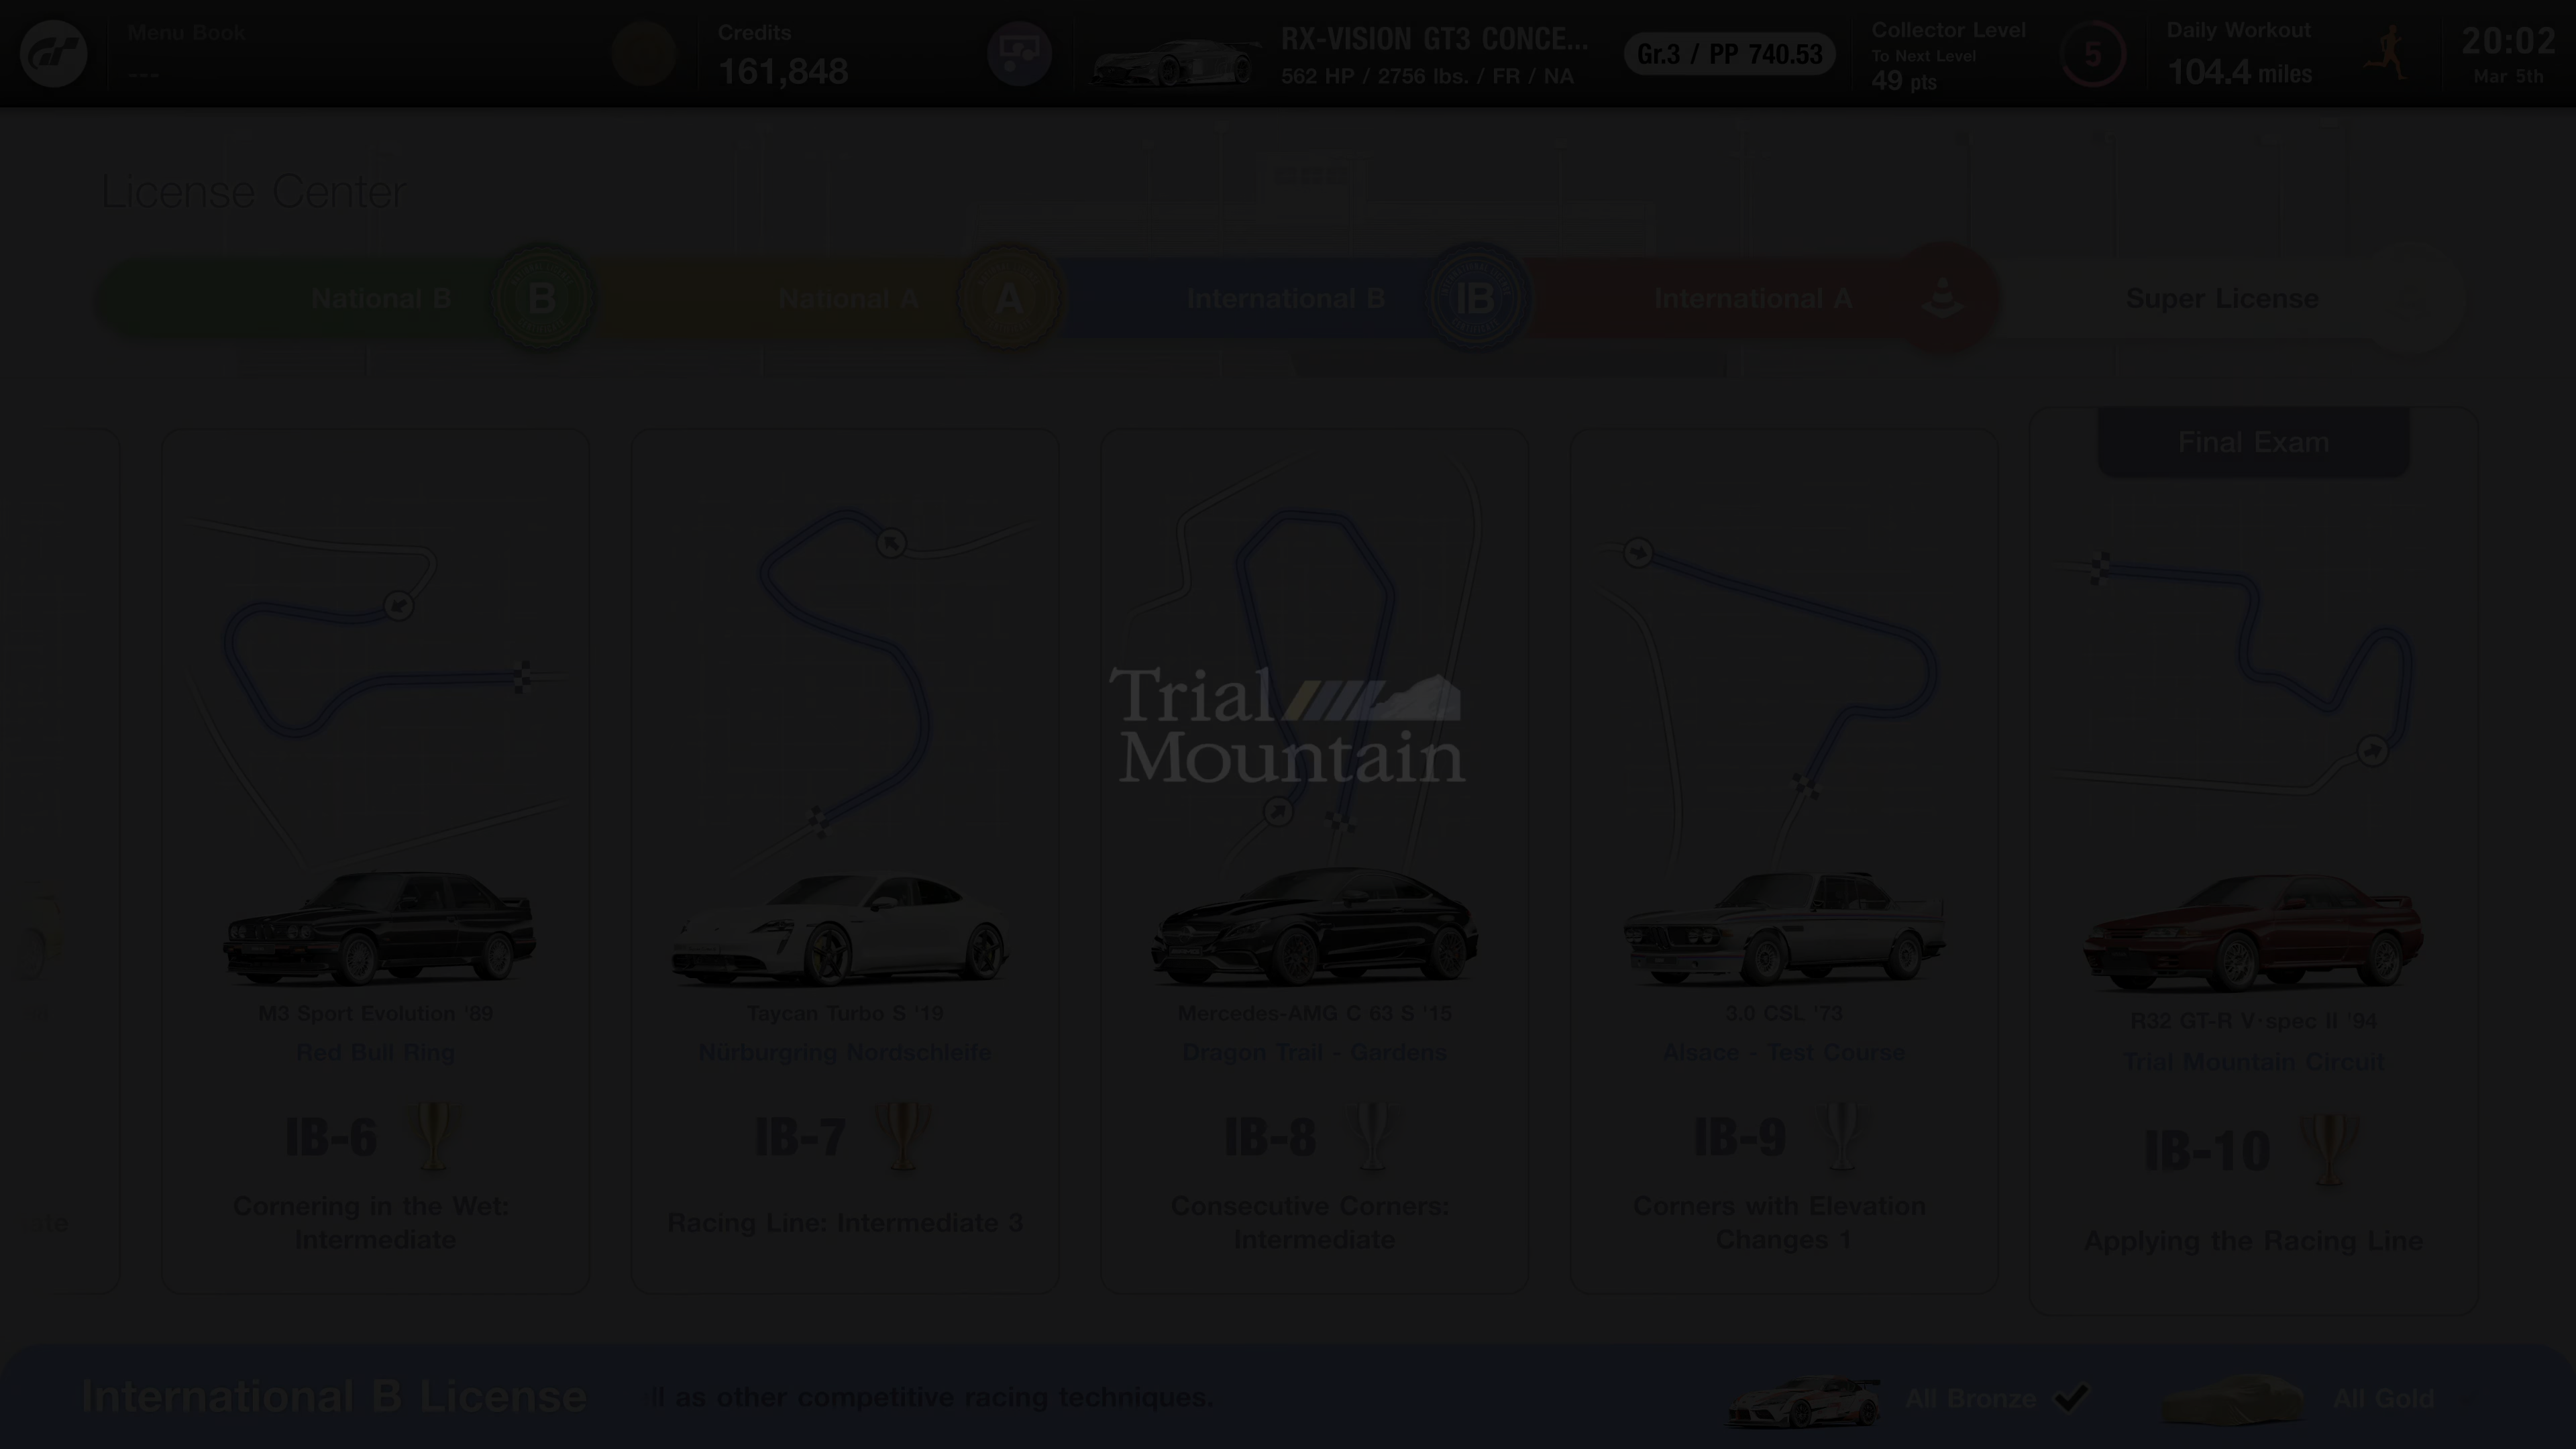 Menu Book
---
Credits
161,848
RX-VISION GT3 CONCE...
562 HP / 2756 lbs. / FR / NA
Gr.3 / PP 740.53
Collector Level
To Next Level
49 pts
5
Daily Workout
104.4 miles
20:02
Mar 5th
License Center
National B
B
National A
A
International B
IB
International A
Super License
Final Exam
Trial
Mountain
M3 Sport Evolution '89
Red Bull Ring
IB-6
Cornering in the Wet:
Intermediate
Taycan Turbo S '19
Nürburgring Nordschleife
IB-7
Racing Line: Intermediate 3
Mercedes-AMG C 63 S '15
Dragon Trail - Gardens
IB-8
Consecutive Corners:
Intermediate
3.0 CSL '73
Alsace - Test Course
IB-9
Corners with Elevation
Changes 1
R32 GT-R V·spec II '94
Trial Mountain Circuit
IB-10
Applying the Racing Line
International B License
as other competitive racing techniques.
All Bronze
All Gold